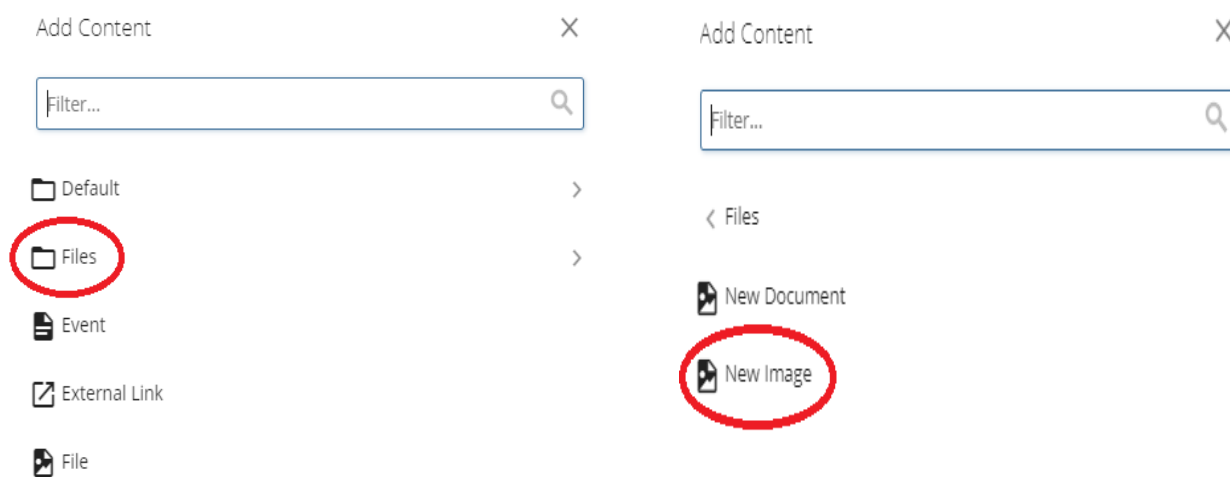 Add Content
Filter...
Default
Files
Event
External Link
File
Add Content
Filter...
Files
New Document
New Image